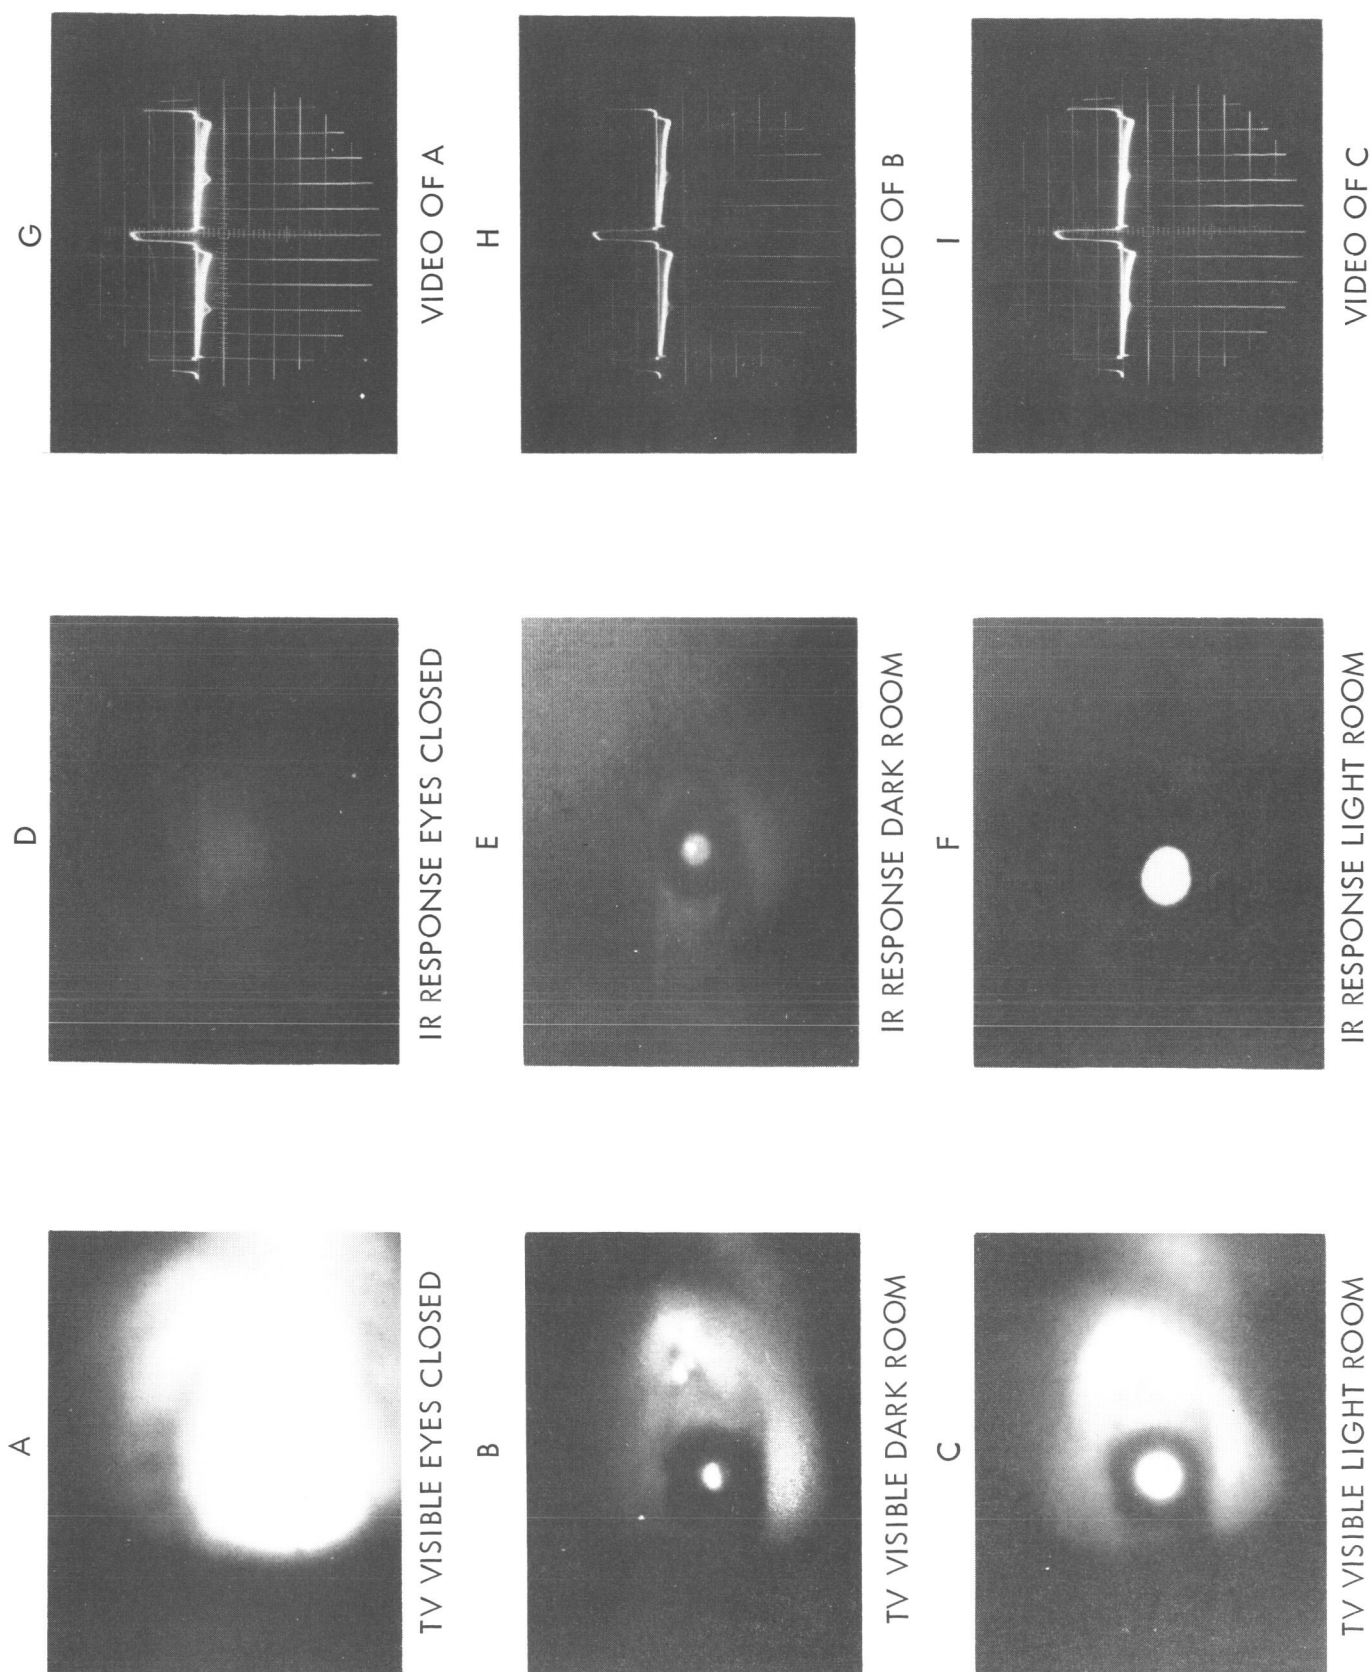 A
D
G
TV VISIBLE EYES CLOSED
IR RESPONSE EYES CLOSED
VIDEO OF A
B
E
H
TV VISIBLE DARK ROOM
IR RESPONSE DARK ROOM
VIDEO OF B
C
F
I
TV VISIBLE LIGHT ROOM
IR RESPONSE LIGHT ROOM
VIDEO OF C